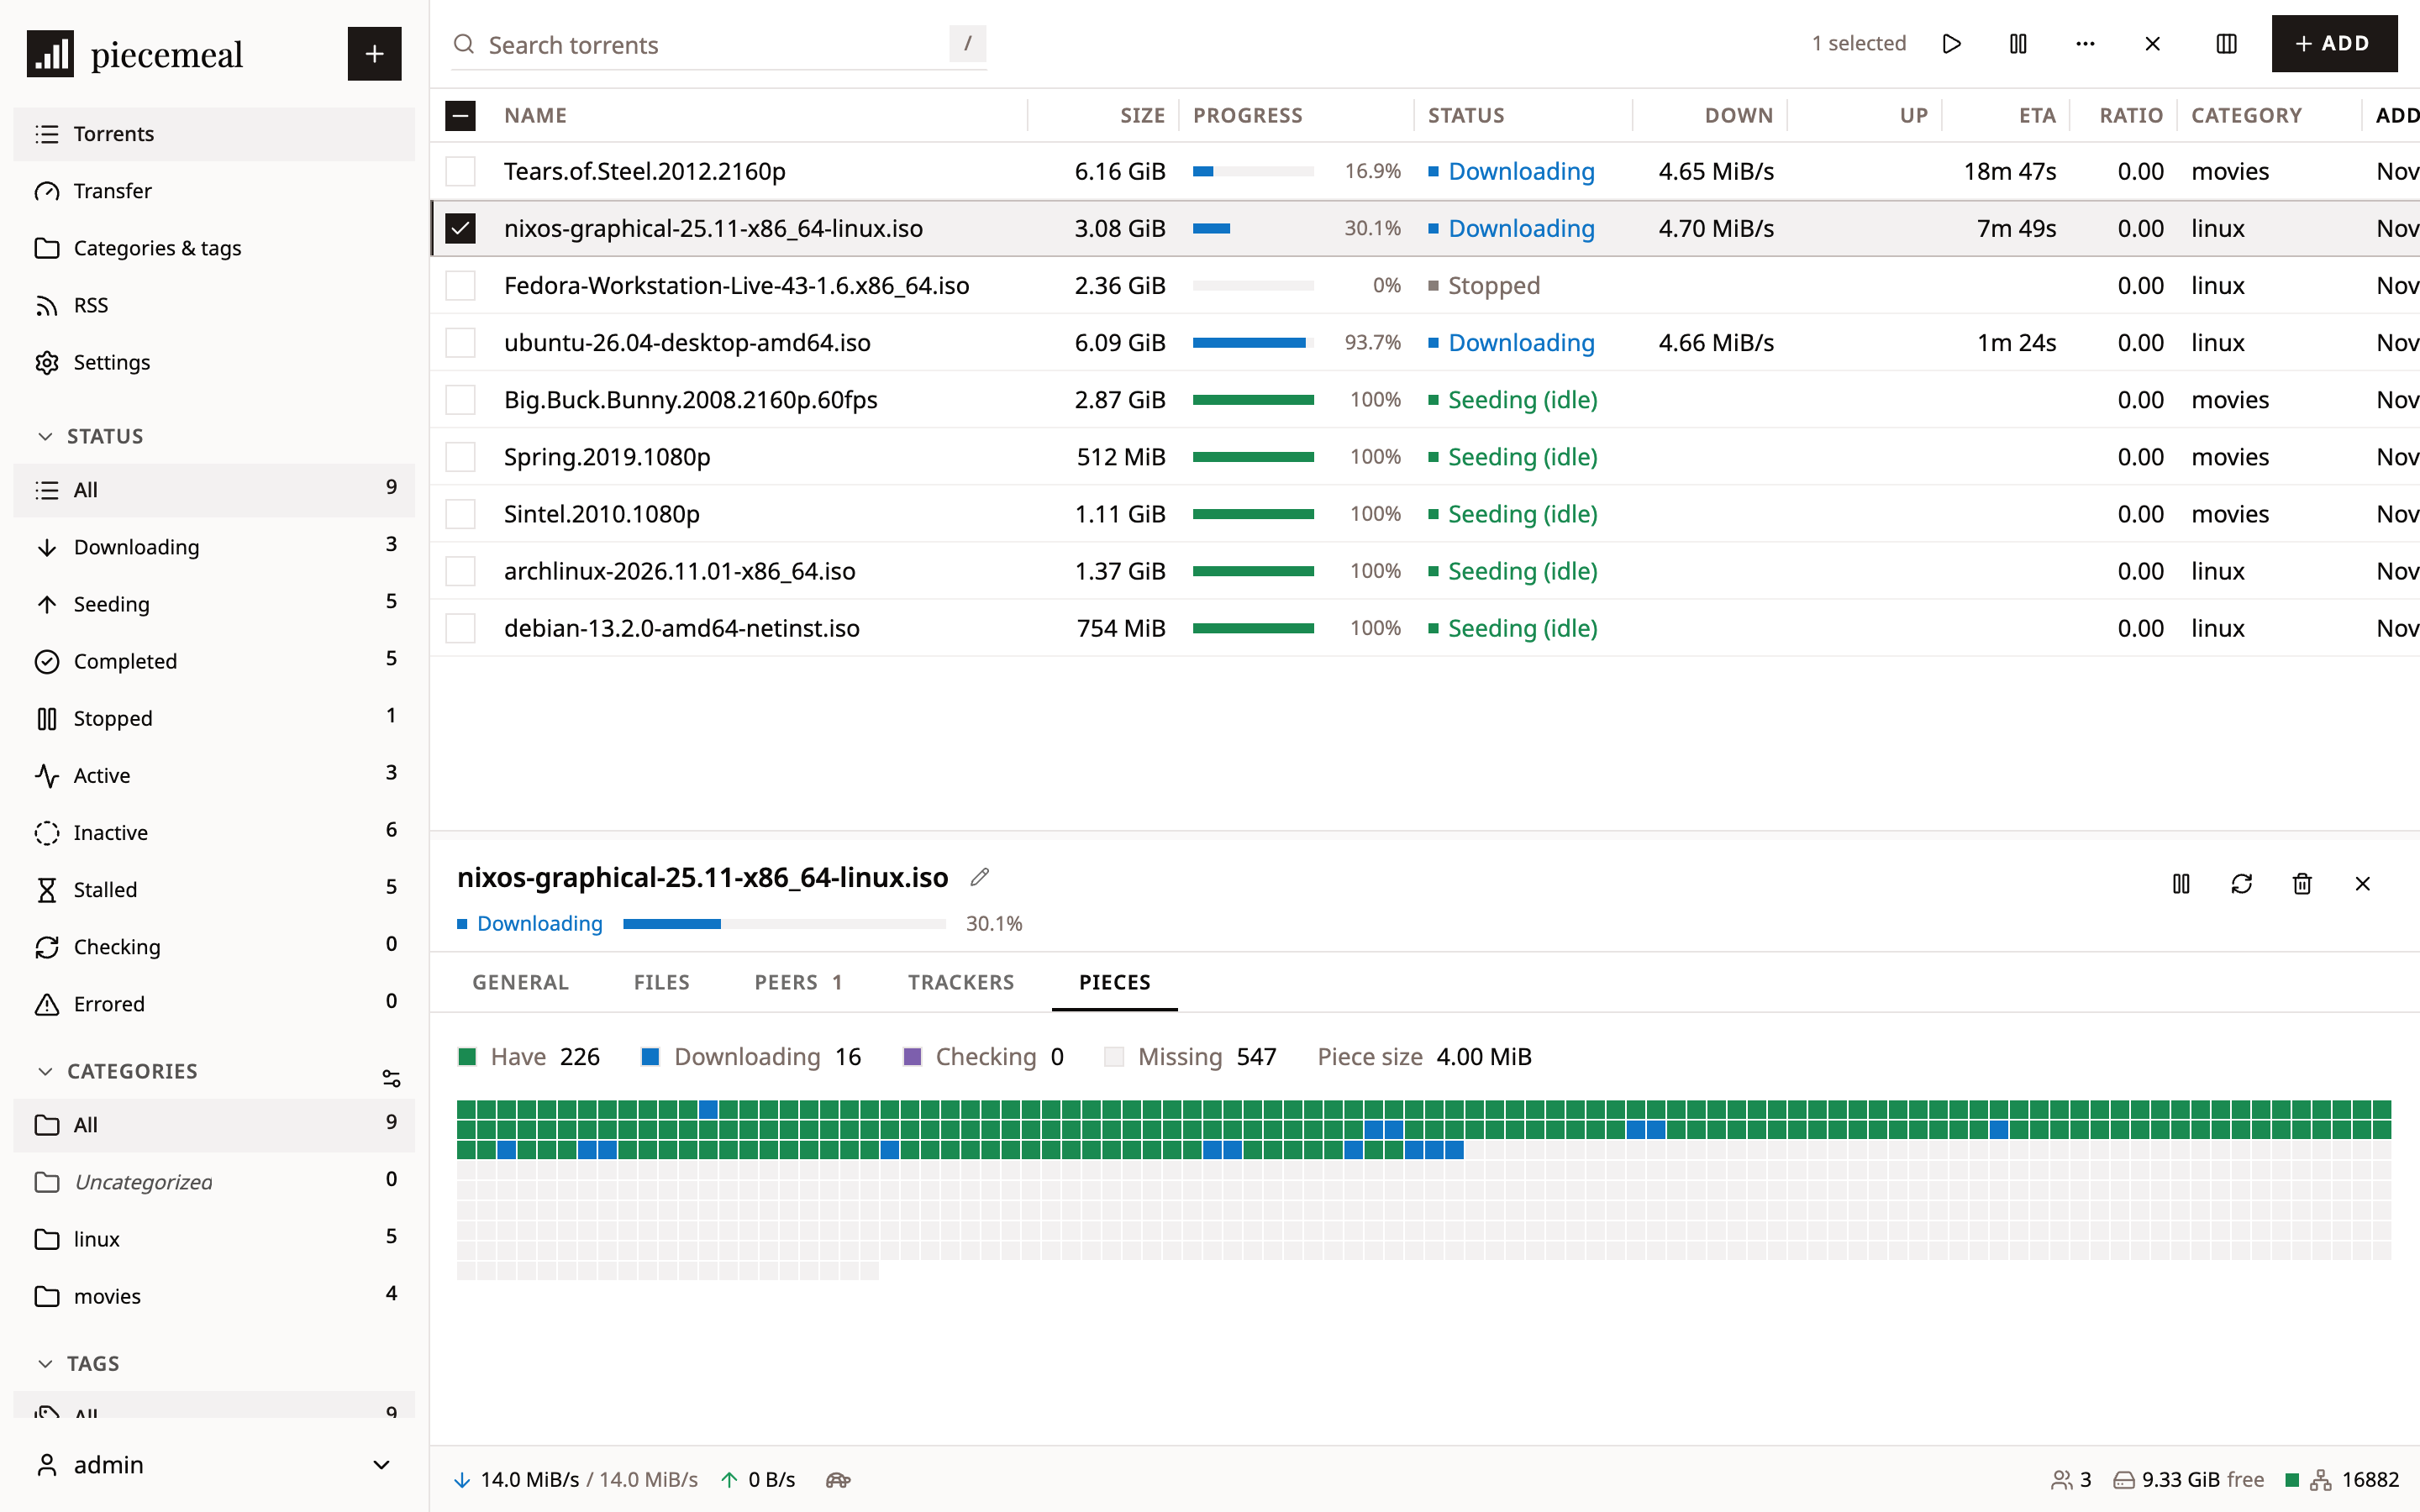 piecemeal
Torrents
Transfer
Categories & tags
RSS
Settings
STATUS
All 9
Downloading 3
Seeding 5
Completed 5
Stopped 1
Active 3
Inactive 6
Stalled 5
Checking 0
Errored 0
CATEGORIES
All 9
Uncategorized 0
linux 5
movies 4
TAGS
All 9
admin
Search torrents /
1 selected
+ ADD
NAME SIZE PROGRESS STATUS DOWN UP ETA RATIO CATEGORY ADD
Tears.of.Steel.2012.2160p 6.16 GiB 16.9% Downloading 4.65 MiB/s 18m 47s 0.00 movies Nov
nixos-graphical-25.11-x86_64-linux.iso 3.08 GiB 30.1% Downloading 4.70 MiB/s 7m 49s 0.00 linux Nov
Fedora-Workstation-Live-43-1.6.x86_64.iso 2.36 GiB 0% Stopped 0.00 linux Nov
ubuntu-26.04-desktop-amd64.iso 6.09 GiB 93.7% Downloading 4.66 MiB/s 1m 24s 0.00 linux Nov
Big.Buck.Bunny.2008.2160p.60fps 2.87 GiB 100% Seeding (idle) 0.00 movies Nov
Spring.2019.1080p 512 MiB 100% Seeding (idle) 0.00 movies Nov
Sintel.2010.1080p 1.11 GiB 100% Seeding (idle) 0.00 movies Nov
archlinux-2026.11.01-x86_64.iso 1.37 GiB 100% Seeding (idle) 0.00 linux Nov
debian-13.2.0-amd64-netinst.iso 754 MiB 100% Seeding (idle) 0.00 linux Nov
nixos-graphical-25.11-x86_64-linux.iso
Downloading 30.1%
GENERAL FILES PEERS 1 TRACKERS PIECES
Have 226 Downloading 16 Checking 0 Missing 547 Piece size 4.00 MiB
14.0 MiB/s / 14.0 MiB/s 0 B/s
3 9.33 GiB free 16882